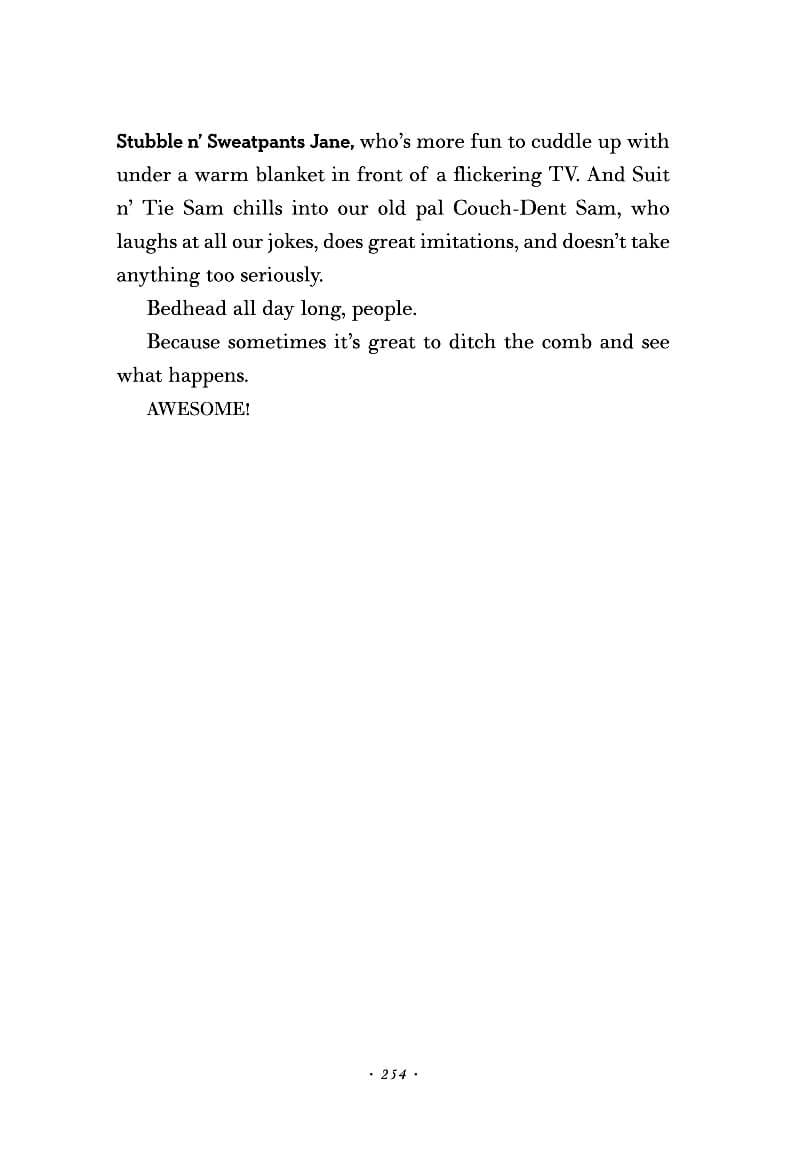 Stubble n’ Sweatpants Jane, who’s more fun to cuddle up with
under a warm blanket in front of a flickering TV. And Suit
n’ Tie Sam chills into our old pal Couch-Dent Sam, who
laughs at all our jokes, does great imitations, and doesn’t take
anything too seriously.
Bedhead all day long, people.
Because sometimes it’s great to ditch the comb and see
what happens.
AWESOME!
· 254 ·